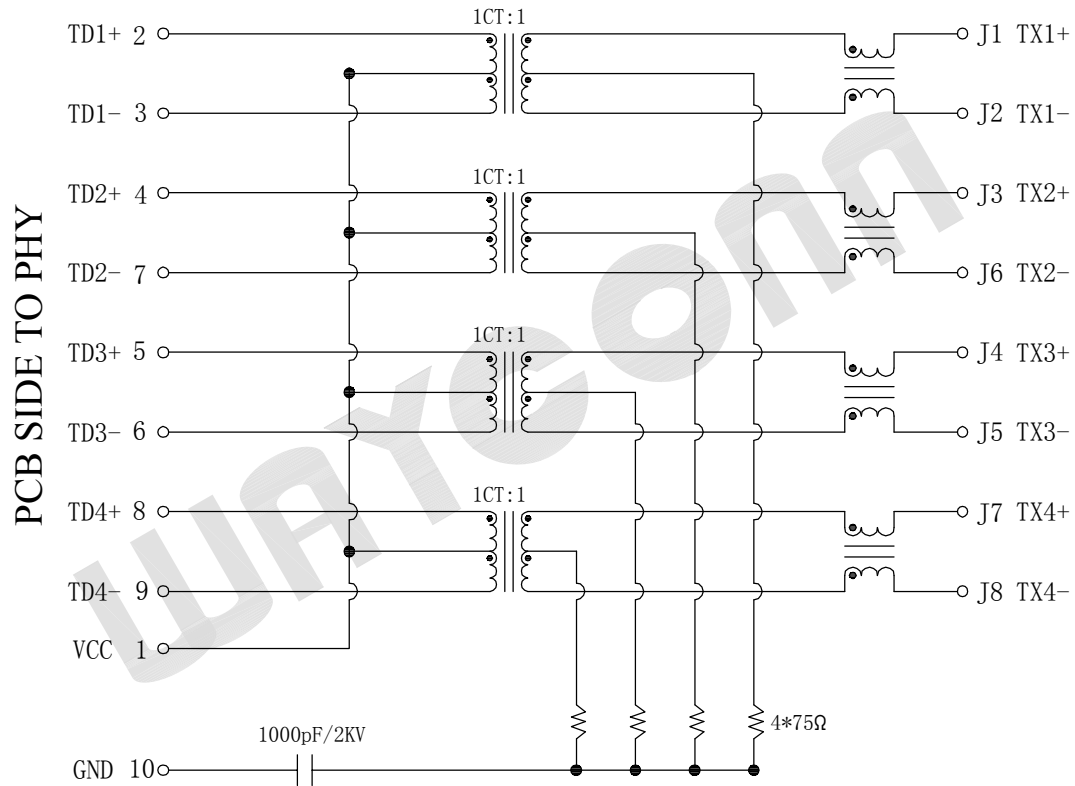 1CT:1
TD1+ 2
J1 TX1+
TD1- 3
J2 TX1-
1CT:1
TD2+ 4
J3 TX2+
TD2- 7
J6 TX2-
PCB SIDE TO PHY
1CT:1
TD3+ 5
J4 TX3+
TD3- 6
J5 TX3-
1CT:1
TD4+ 8
J7 TX4+
TD4- 9
J8 TX4-
VCC 1
4*75Ω
1000pF/2KV
GND 10
WAYCONN